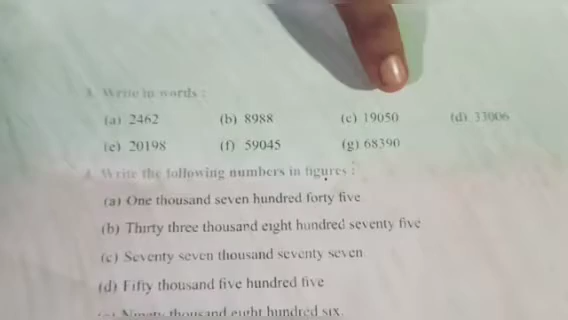 3. Write in words :
(a) 2462 (b) 8988 (c) 19050 (d) 33006
(e) 20198 (f) 59045 (g) 68390
4. Write the following numbers in figures :
(a) One thousand seven hundred forty five
(b) Thirty three thousand eight hundred seventy five
(c) Seventy seven thousand seventy seven
(d) Fifty thousand five hundred five
(e) Ninety thousand eight hundred six.